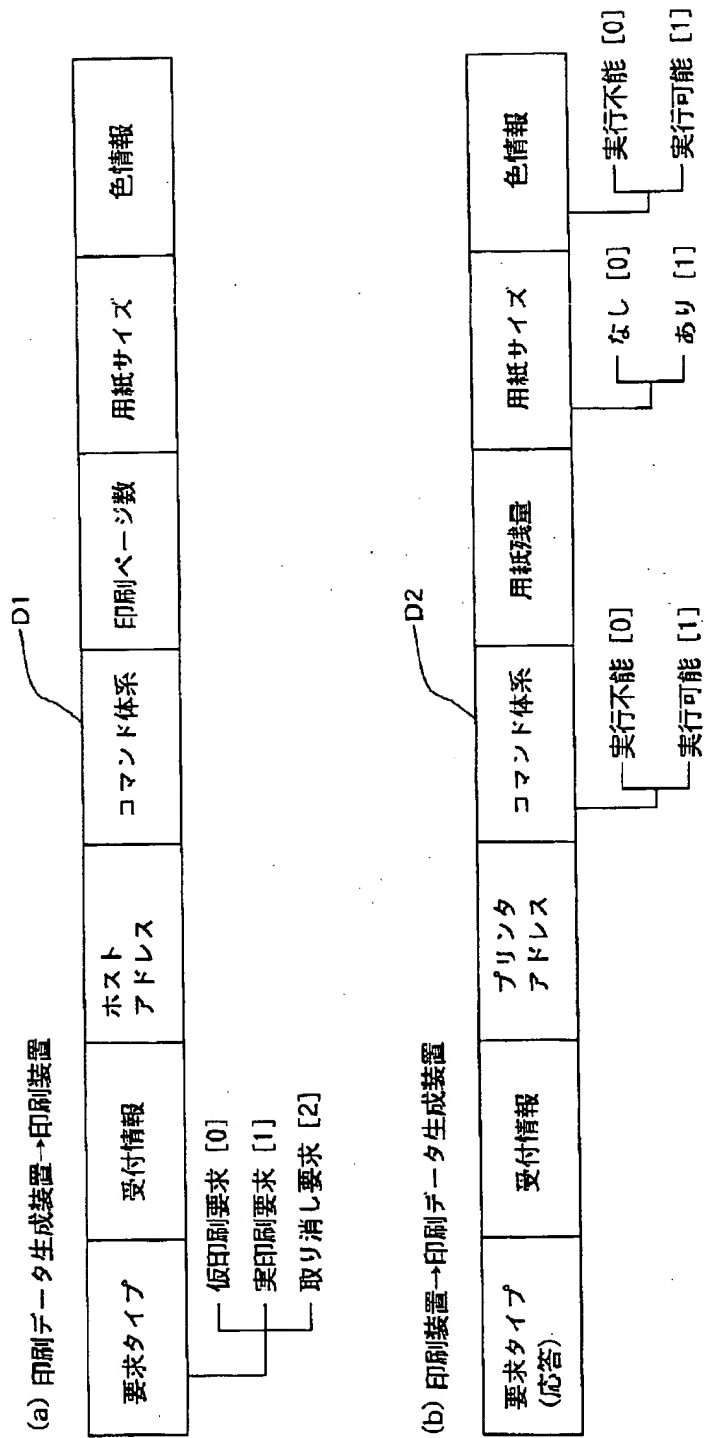 (a) 印刷データ生成装置→印刷装置
D1
要求タイプ
受付情報
ホスト
アドレス
コマンド体系
印刷ページ数
用紙サイズ
色情報
仮印刷要求 [0]
実印刷要求 [1]
取り消し要求 [2]
(b) 印刷装置→印刷データ生成装置
D2
要求タイプ
(応答)
受付情報
プリンタ
アドレス
コマンド体系
用紙残量
用紙サイズ
色情報
実行不能 [0]
実行可能 [1]
なし [0]
あり [1]
実行不能 [0]
実行可能 [1]